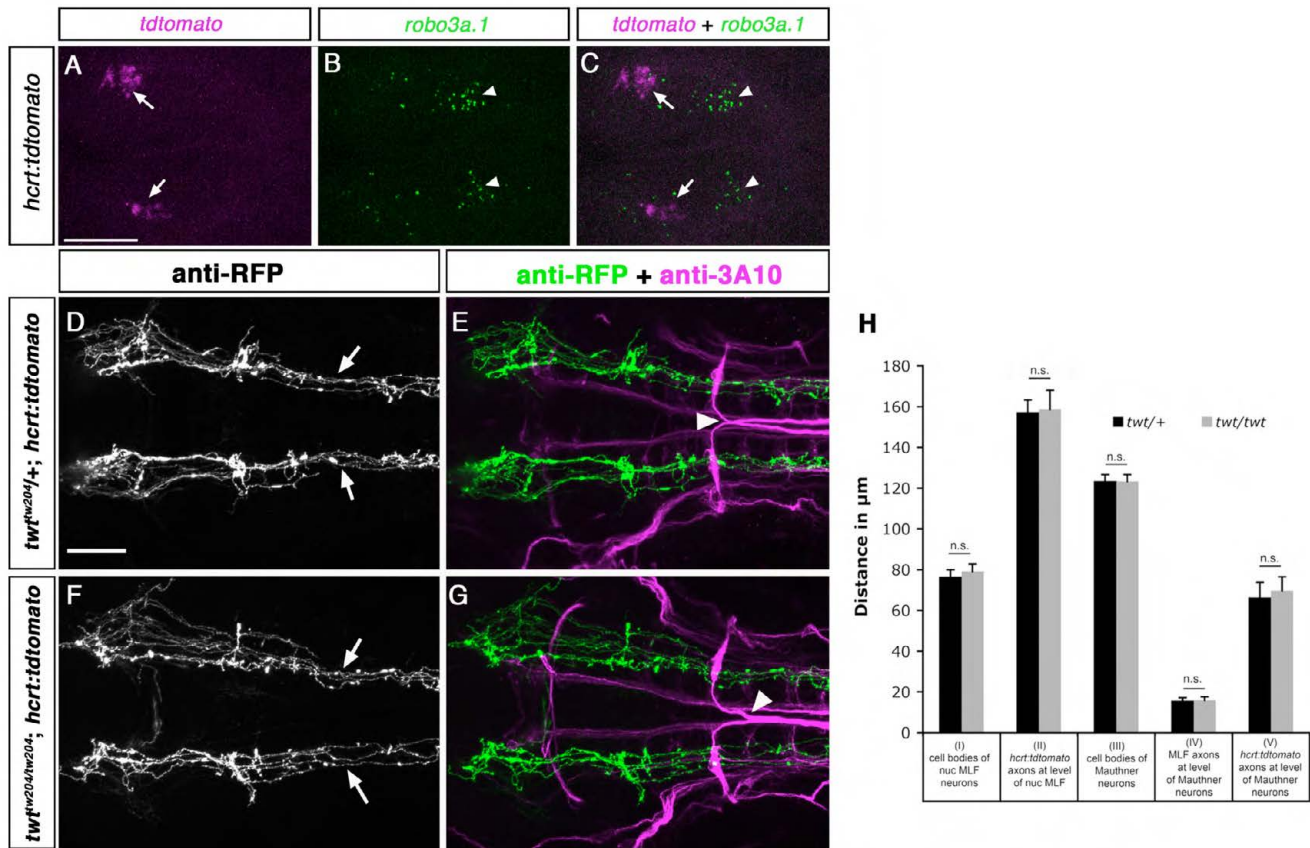 tdtomato
robo3a.1
tdtomato + robo3a.1
hcrt:tdtomato
A
B
C
anti-RFP
anti-RFP + anti-3A10
twt^tw204/+; hcrt:tdtomato
D
E
twt^tw204/tw204; hcrt:tdtomato
F
G
H
Distance in µm
180
160
140
120
100
80
60
40
20
0
n.s.
n.s.
n.s.
n.s.
n.s.
twt/+
twt/twt
(I)
cell bodies of
nuc MLF
neurons
(II)
hcrt:tdtomato
axons at level
of nuc MLF
(III)
cell bodies of
Mauthner
neurons
(IV)
MLF axons
at level
of Mauthner
neurons
(V)
hcrt:tdtomato
axons at level
of Mauthner
neurons